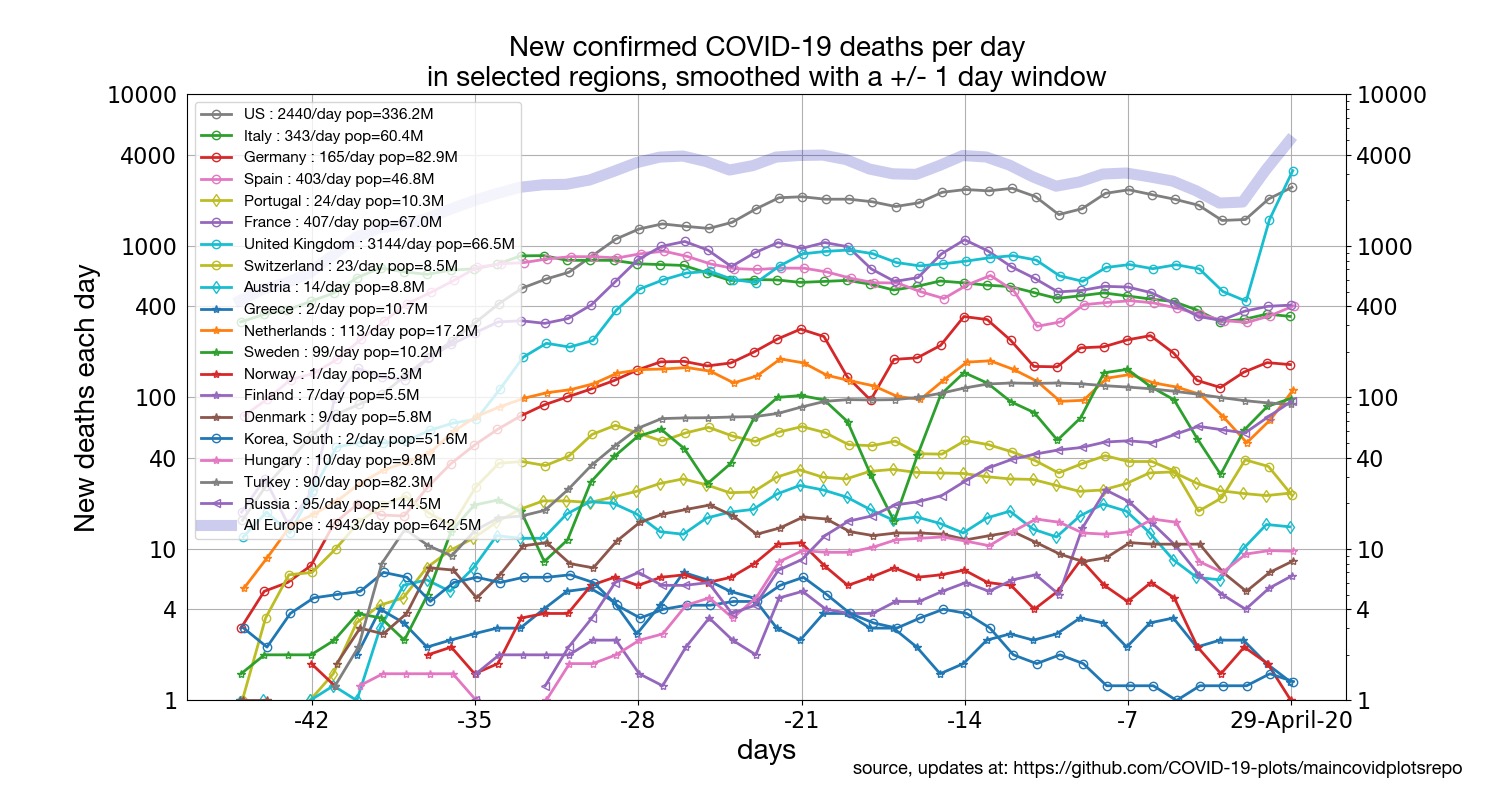 New confirmed COVID-19 deaths per day
in selected regions, smoothed with a +/- 1 day window
New deaths each day
10000
4000
1000
400
100
40
10
4
1
US : 2440/day pop=336.2M
Italy : 343/day pop=60.4M
Germany : 165/day pop=82.9M
Spain : 403/day pop=46.8M
Portugal : 24/day pop=10.3M
France : 407/day pop=67.0M
United Kingdom : 3144/day pop=66.5M
Switzerland : 23/day pop=8.5M
Austria : 14/day pop=8.8M
Greece : 2/day pop=10.7M
Netherlands : 113/day pop=17.2M
Sweden : 99/day pop=10.2M
Norway : 1/day pop=5.3M
Finland : 7/day pop=5.5M
Denmark : 9/day pop=5.8M
Korea, South : 2/day pop=51.6M
Hungary : 10/day pop=9.8M
Turkey : 90/day pop=82.3M
Russia : 95/day pop=144.5M
All Europe : 4943/day pop=642.5M
10000
4000
1000
400
100
40
10
4
1
-42 -35 -28 -21 -14 -7 29-April-20
days
source, updates at: https://github.com/COVID-19-plots/maincovidplotsrepo